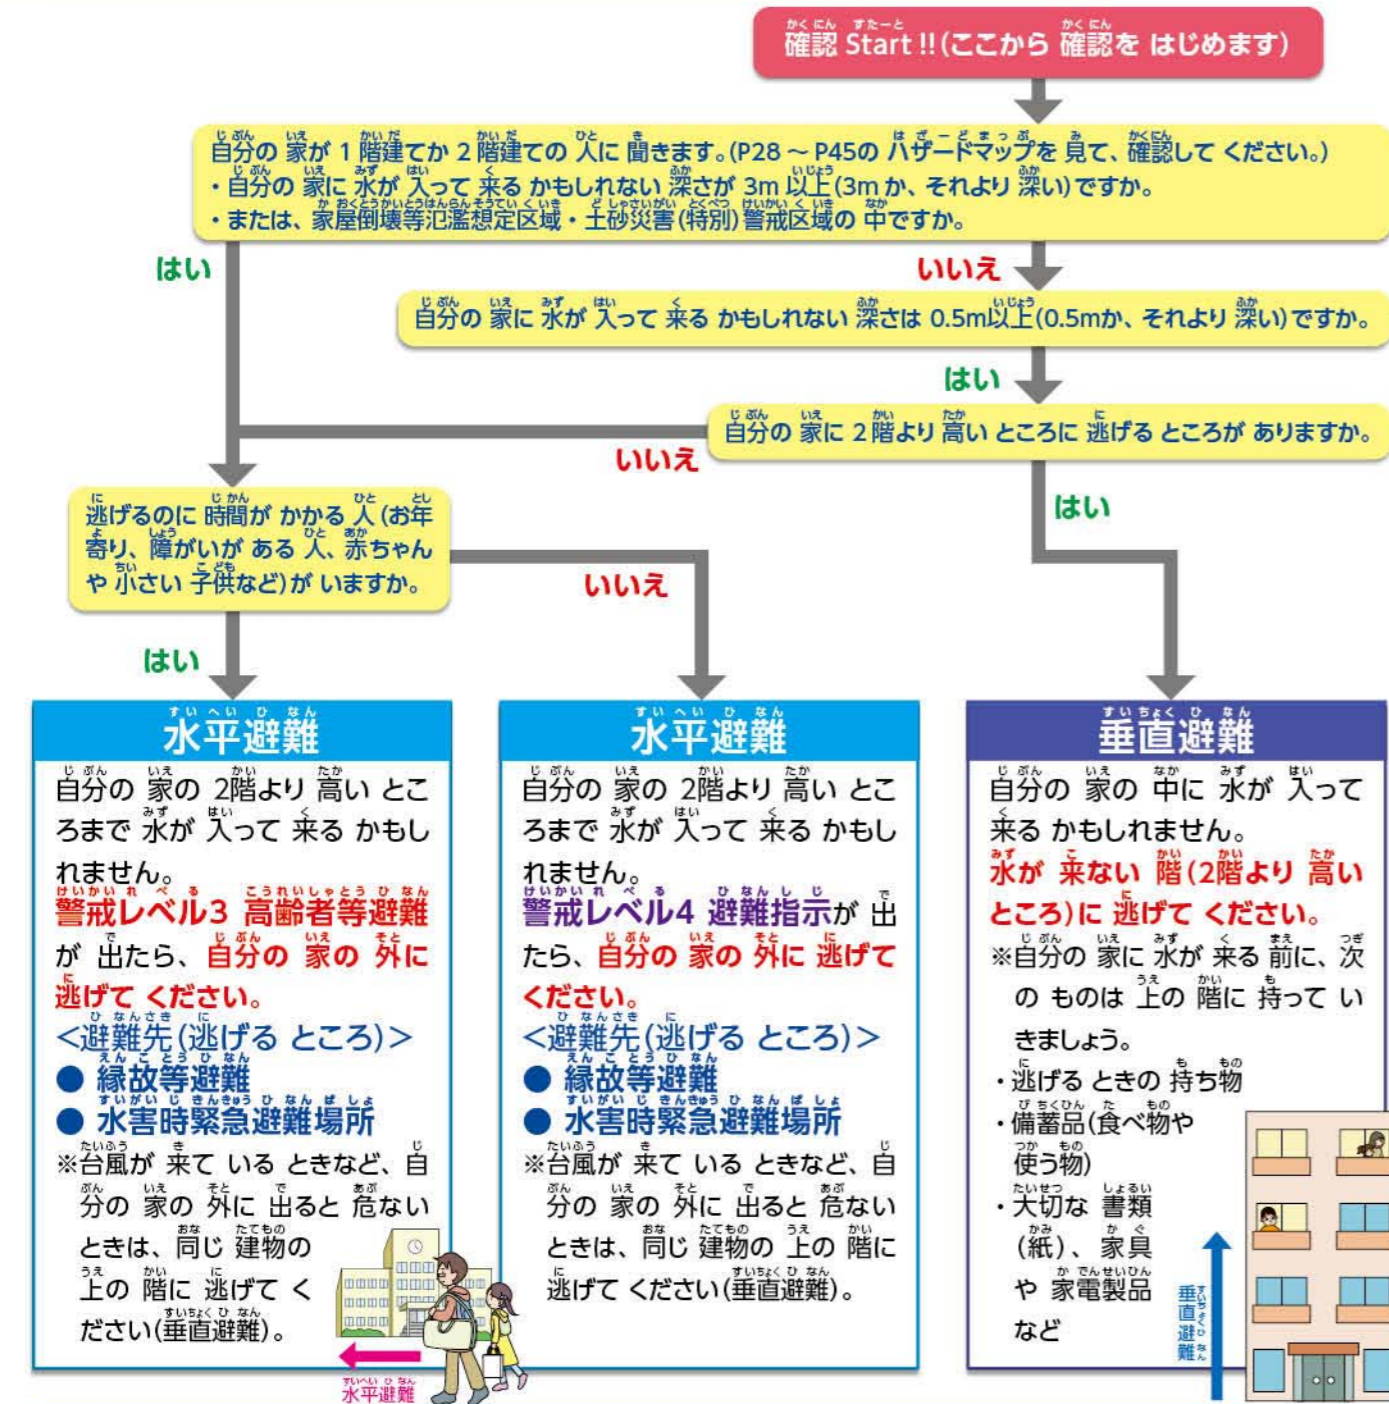 確認 Start !!(ここから 確認を はじめます)
自分の 家が 1 階建てか 2 階建ての 人に 聞きます。(P28 ～ P45の ハザードマップを 見て、確認して ください。)
・自分の 家に 水が 入って 来る かもしれない 深さが 3m 以上(3m か、それより 深い)ですか。
・または、家屋倒壊等氾濫想定区域・土砂災害(特別)警戒区域の 中ですか。
はい
いいえ
自分の 家に 水が 入って 来る かもしれない 深さは 0.5m以上(0.5mか、それより 深い)ですか。
はい
自分の 家に 2 階より 高い ところに 逃げる ところが ありますか。
いいえ
はい
逃げるのに 時間が かかる 人(お年
寄り、障がいが ある 人、赤ちゃん
や 小さい 子供など)が いますか。
いいえ
はい
水平避難
自分の 家の 2階より 高い とこ
ろまで 水が 入って 来る かもし
れません。
警戒レベル3 高齢者等避難
が 出たら、自分の 家の 外に
逃げて ください。
<避難先(逃げる ところ)>
● 縁故等避難
● 水害時緊急避難場所
※台風が 来て いる ときなど、自
分の 家の 外に 出ると 危ない
ときは、同じ 建物の
上の 階に 逃げて く
ださい(垂直避難)。
水平避難
水平避難
自分の 家の 2階より 高い とこ
ろまで 水が 入って 来る かもし
れません。
警戒レベル4 避難指示が 出
たら、自分の 家の 外に 逃げて
ください。
<避難先(逃げる ところ)>
● 縁故等避難
● 水害時緊急避難場所
※台風が 来て いる ときなど、自
分の 家の 外に 出ると 危ない
ときは、同じ 建物の 上の 階に
逃げて ください(垂直避難)。
垂直避難
自分の 家の 中に 水が 入って
来る かもしれません。
水が 来ない 階(2階より 高い
ところ)に 逃げて ください。
※自分の 家に 水が 来る 前に、次
の ものは 上の 階に 持って い
きましょう。
・逃げる ときの 持ち物
・備蓄品(食べ物や
使う物)
・大切な 書類
(紙)、家具
や 家電製品
など
垂直避難